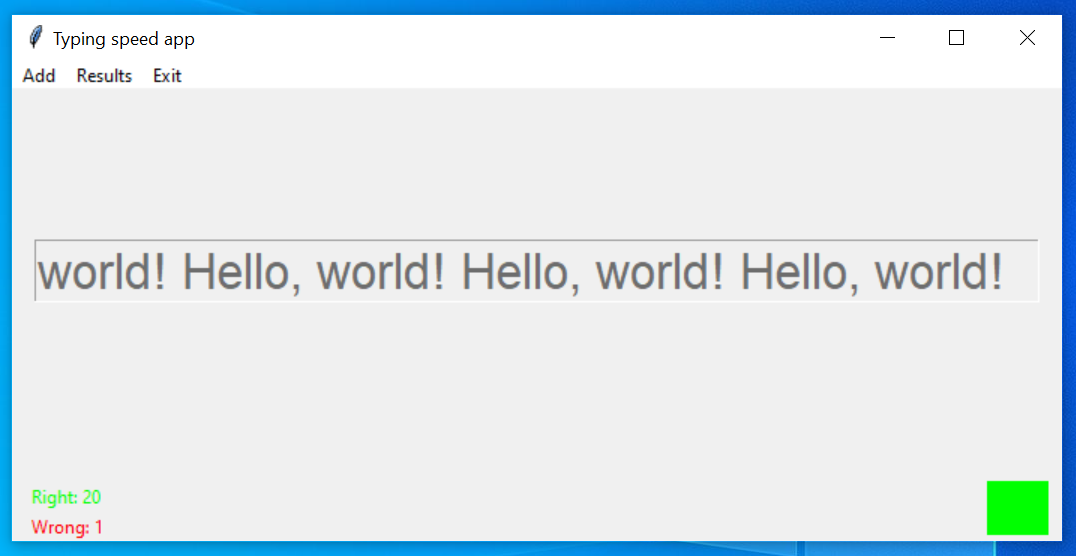 Typing speed app
Add Results Exit
world! Hello, world! Hello, world! Hello, world!
Right: 20
Wrong: 1